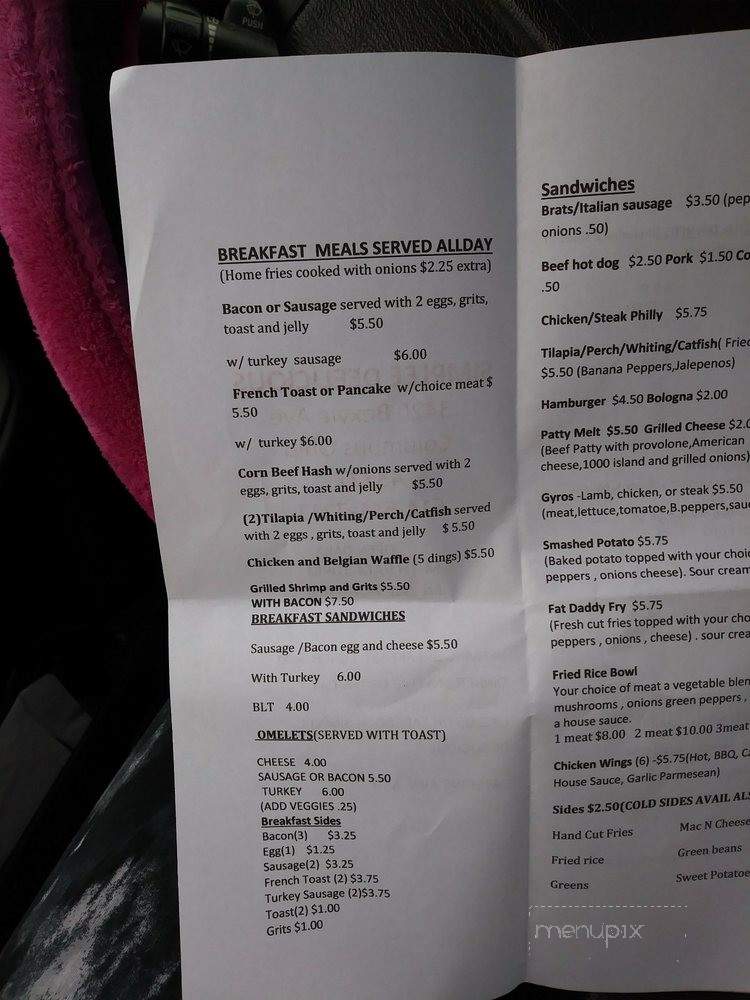 PUSH
BREAKFAST MEALS SERVED ALLDAY
(Home fries cooked with onions $2.25 extra)
Bacon or Sausage served with 2 eggs, grits,
toast and jelly $5.50
w/ turkey sausage $6.00
French Toast or Pancake w/choice meat $
5.50
w/ turkey $6.00
Corn Beef Hash w/onions served with 2
eggs, grits, toast and jelly $5.50
(2)Tilapia /Whiting/Perch/Catfish served
with 2 eggs , grits, toast and jelly $ 5.50
Chicken and Belgian Waffle (5 dings) $5.50
Grilled Shrimp and Grits $5.50
WITH BACON $7.50
BREAKFAST SANDWICHES
Sausage /Bacon egg and cheese $5.50
With Turkey 6.00
BLT 4.00
OMELETS(SERVED WITH TOAST)
CHEESE 4.00
SAUSAGE OR BACON 5.50
TURKEY 6.00
(ADD VEGGIES .25)
Breakfast Sides
Bacon(3) $3.25
Egg(1) $1.25
Sausage(2) $3.25
French Toast (2) $3.75
Turkey Sausage (2)$3.75
Toast(2) $1.00
Grits $1.00
Sandwiches
Brats/Italian sausage $3.50 (pep
onions .50)
Beef hot dog $2.50 Pork $1.50 Co
.50
Chicken/Steak Philly $5.75
Tilapia/Perch/Whiting/Catfish( Fried
$5.50 (Banana Peppers,Jalepenos)
Hamburger $4.50 Bologna $2.00
Patty Melt $5.50 Grilled Cheese $2.0
(Beef Patty with provolone,American
cheese,1000 island and grilled onions)
Gyros -Lamb, chicken, or steak $5.50
(meat,lettuce,tomatoe,B.peppers,sauc
Smashed Potato $5.75
(Baked potato topped with your choic
peppers , onions cheese). Sour cream
Fat Daddy Fry $5.75
(Fresh cut fries topped with your cho
peppers , onions , cheese) . sour crea
Fried Rice Bowl
Your choice of meat a vegetable blen
mushrooms , onions green peppers ,
a house sauce.
1 meat $8.00 2 meat $10.00 3meat
Chicken Wings (6) -$5.75(Hot, BBQ, Ca
House Sauce, Garlic Parmesean)
Sides $2.50(COLD SIDES AVAIL ALS
Hand Cut Fries Mac N Cheese
Fried rice Green beans
Greens Sweet Potatoe
menupix